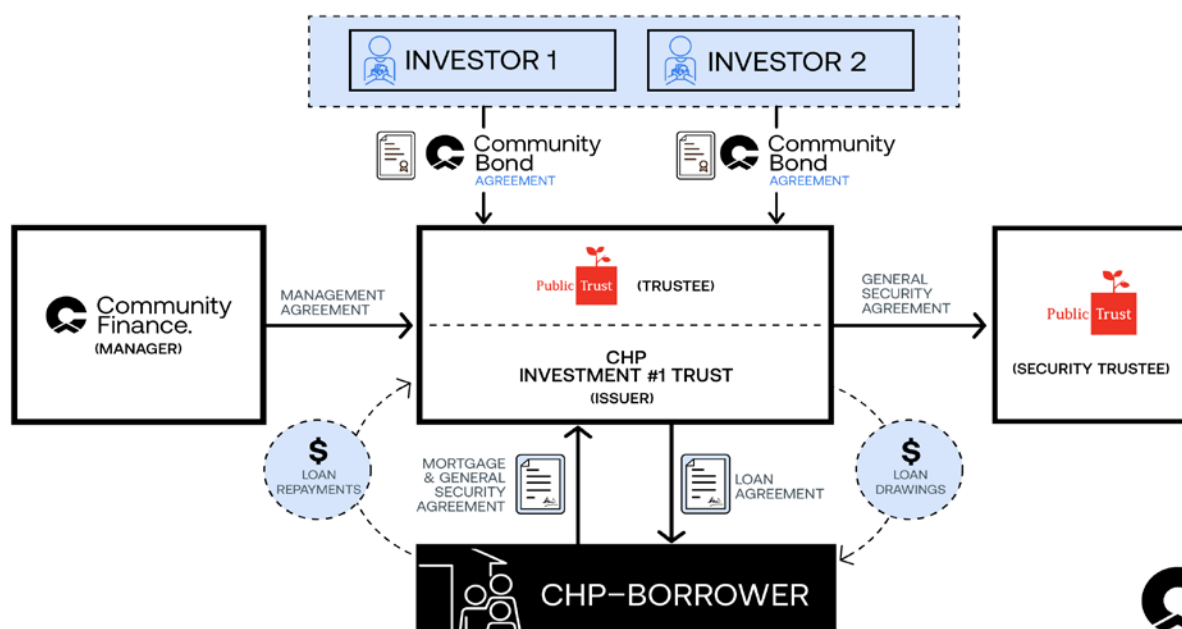 INVESTOR 1
INVESTOR 2
Community
Bond
AGREEMENT
Community
Bond
AGREEMENT
Community
Finance.
(MANAGER)
MANAGEMENT
AGREEMENT
Public Trust
(TRUSTEE)
CHP
INVESTMENT #1 TRUST
(ISSUER)
GENERAL
SECURITY
AGREEMENT
Public Trust
(SECURITY TRUSTEE)
$
LOAN
REPAYMENTS
MORTGAGE
& GENERAL
SECURITY
AGREEMENT
LOAN
AGREEMENT
$
LOAN
DRAWINGS
CHP–BORROWER